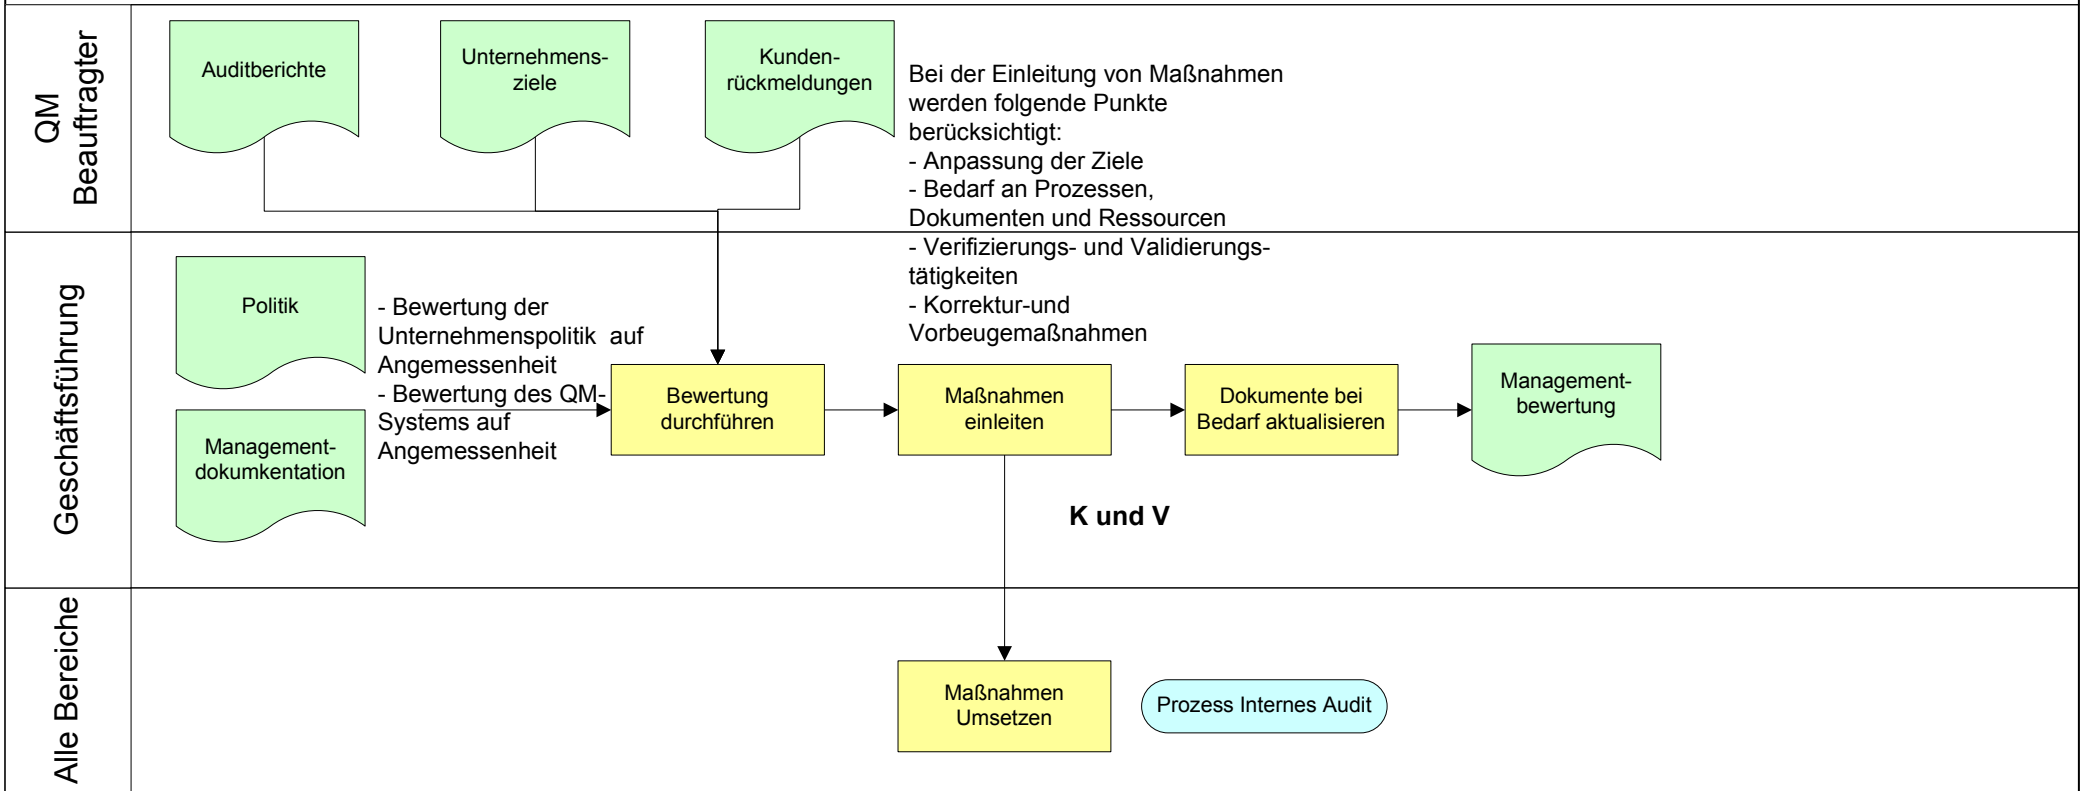 QM
Beauftragter
Auditberichte
Unternehmens-
ziele
Kunden-
rückmeldungen
Bei der Einleitung von Maßnahmen
werden folgende Punkte
berücksichtigt:
- Anpassung der Ziele
- Bedarf an Prozessen,
Dokumenten und Ressourcen
- Verifizierungs- und Validierungs-
tätigkeiten
- Korrektur-und
Vorbeugemaßnahmen
Geschäftsführung
Politik
Management-
dokumkentation
- Bewertung der
Unternehmenspolitik  auf
Angemessenheit
- Bewertung des QM-
Systems auf
Angemessenheit
Bewertung
durchführen
Maßnahmen
einleiten
Dokumente bei
Bedarf aktualisieren
Management-
bewertung
K und V
Alle Bereiche
Maßnahmen
Umsetzen
Prozess Internes Audit